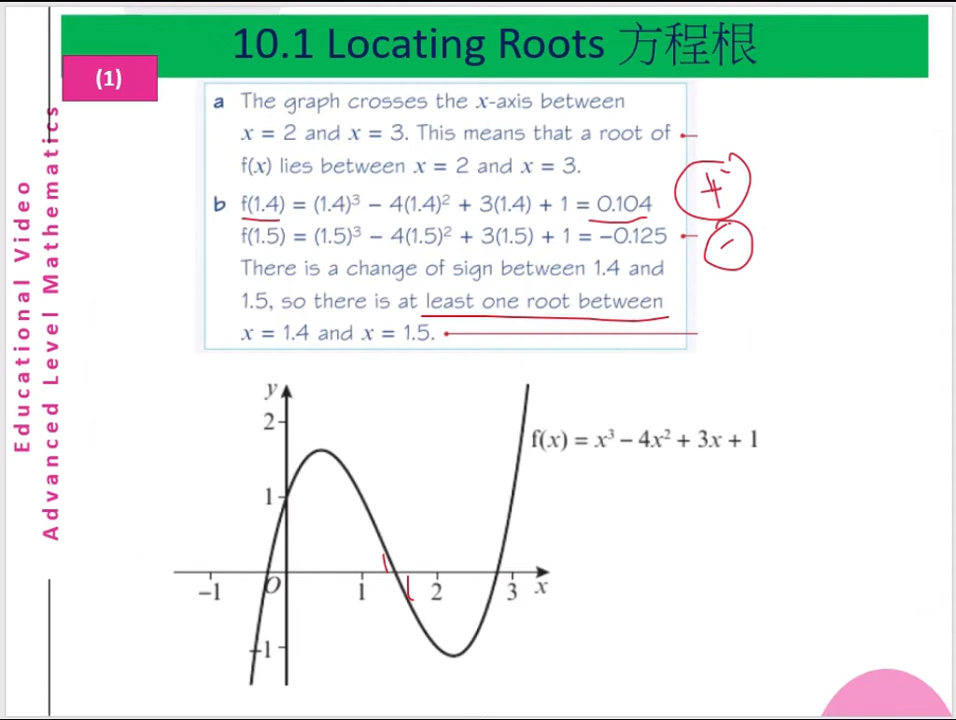 10.1 Locating Roots 方程根
(1)
Educational Video
Advanced Level Mathematics
a The graph crosses the x-axis between
x = 2 and x = 3. This means that a root of
f(x) lies between x = 2 and x = 3.
b f(1.4) = (1.4)³ − 4(1.4)² + 3(1.4) + 1 = 0.104
f(1.5) = (1.5)³ − 4(1.5)² + 3(1.5) + 1 = −0.125
There is a change of sign between 1.4 and
1.5, so there is at least one root between
x = 1.4 and x = 1.5.
+
−
y
2
f(x) = x³ − 4x² + 3x + 1
1
−1 O 1 2 3 x
−1